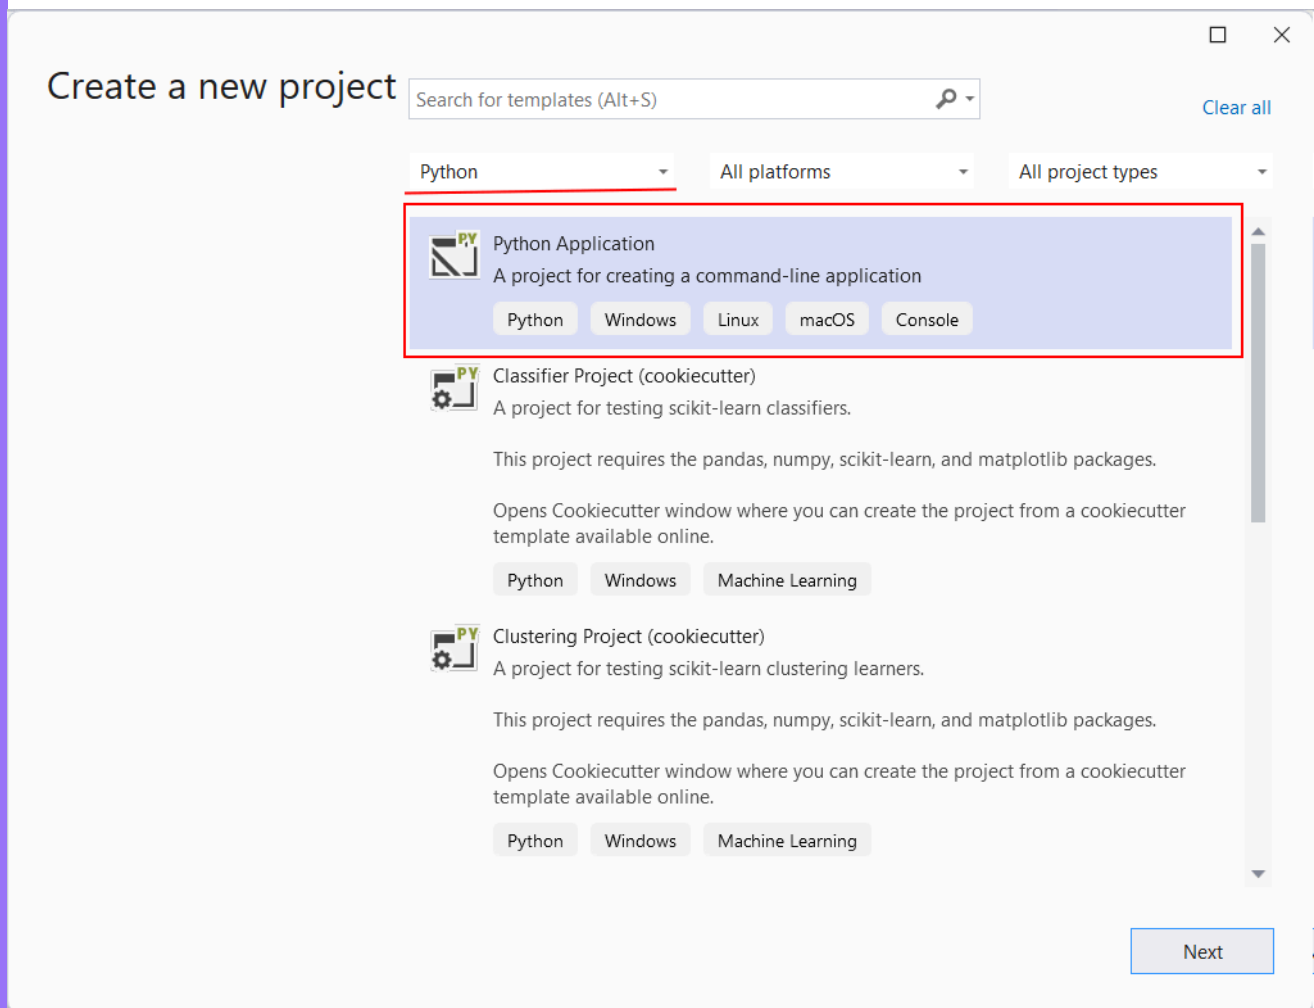 Create a new project
Search for templates (Alt+S)
Clear all
Python
All platforms
All project types
PY
Python Application
A project for creating a command-line application
Python Windows Linux macOS Console
PY
Classifier Project (cookiecutter)
A project for testing scikit-learn classifiers.
This project requires the pandas, numpy, scikit-learn, and matplotlib packages.
Opens Cookiecutter window where you can create the project from a cookiecutter
template available online.
Python Windows Machine Learning
PY
Clustering Project (cookiecutter)
A project for testing scikit-learn clustering learners.
This project requires the pandas, numpy, scikit-learn, and matplotlib packages.
Opens Cookiecutter window where you can create the project from a cookiecutter
template available online.
Python Windows Machine Learning
Next